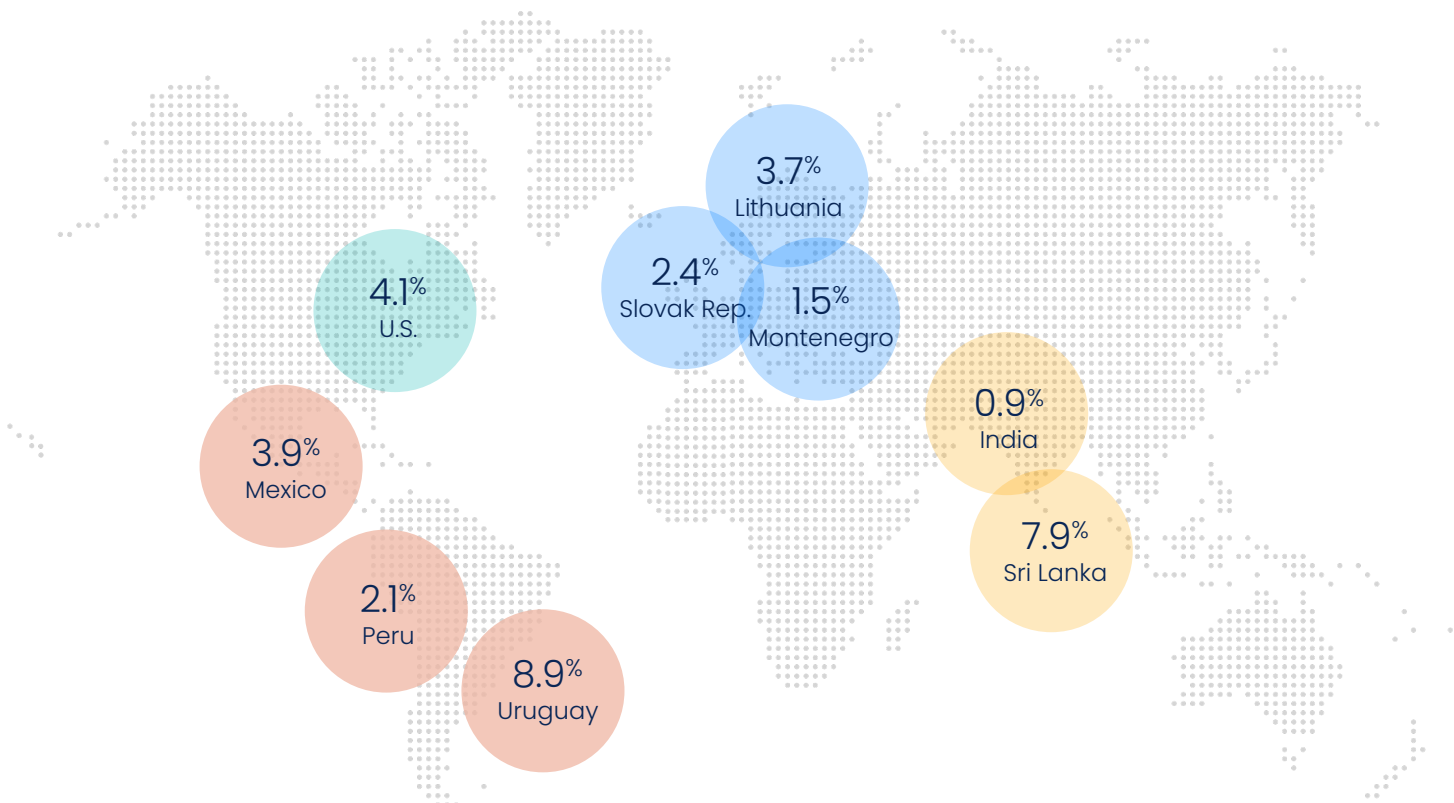 3.7%
Lithuania
2.4%
Slovak Rep.
1.5%
Montenegro
4.1%
U.S.
0.9%
India
3.9%
Mexico
7.9%
Sri Lanka
2.1%
Peru
8.9%
Uruguay